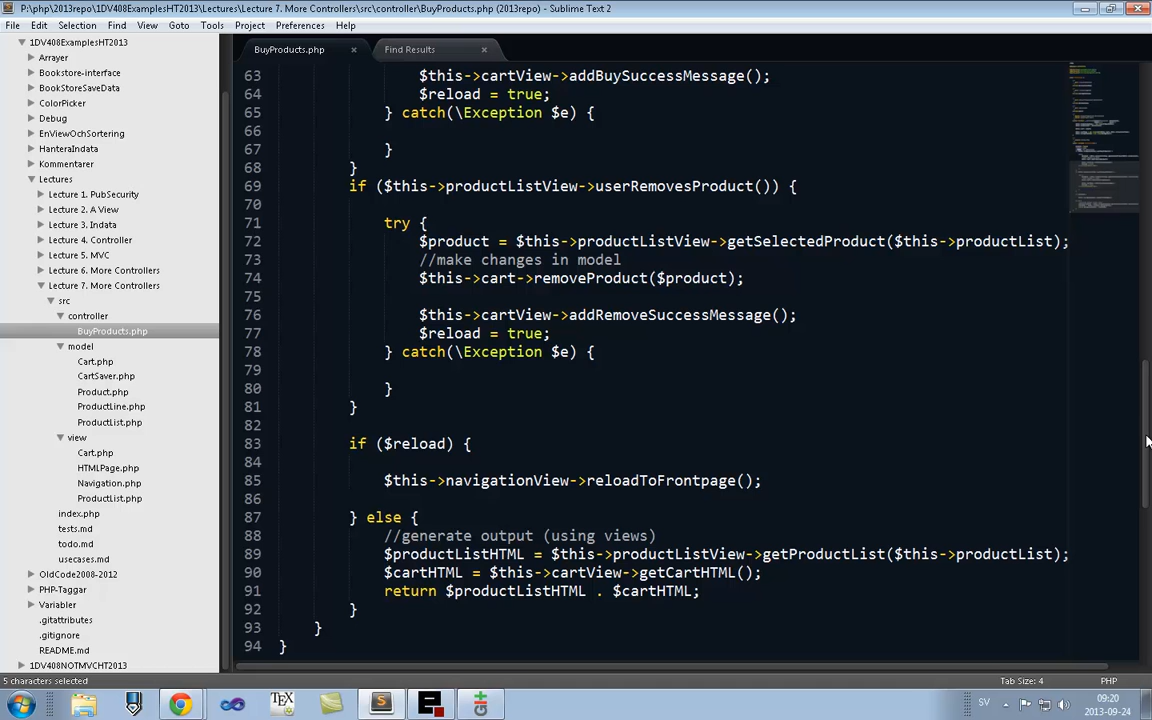 P:\php\2013repo\1DV408ExamplesHT2013\Lectures\Lecture 7. More Controllers\src\controller\BuyProducts.php (2013repo) - Sublime Text 2
File Edit Selection Find View Goto Tools Project Preferences Help
1DV408ExamplesHT2013
Arrayer
Bookstore-interface
BookStoreSaveData
ColorPicker
Debug
EnViewOchSortering
HanteraIndata
Kommentarer
Lectures
Lecture 1. PubSecurity
Lecture 2. A View
Lecture 3. Indata
Lecture 4. Controller
Lecture 5. MVC
Lecture 6. More Controllers
Lecture 7. More Controllers
src
controller
BuyProducts.php
model
Cart.php
CartSaver.php
Product.php
ProductLine.php
ProductList.php
view
Cart.php
HTMLPage.php
Navigation.php
ProductList.php
index.php
tests.md
todo.md
usecases.md
OldCode2008-2012
PHP-Taggar
Variabler
.gitattributes
.gitignore
README.md
1DV408NOTMVCHT2013
BuyProducts.php × Find Results ×
63 $this->cartView->addBuySuccessMessage();
64 $reload = true;
65 } catch(\Exception $e) {
66
67 }
68 }
69 if ($this->productListView->userRemovesProduct()) {
70
71 try {
72 $product = $this->productListView->getSelectedProduct($this->productList);
73 //make changes in model
74 $this->cart->removeProduct($product);
75
76 $this->cartView->addRemoveSuccessMessage();
77 $reload = true;
78 } catch(\Exception $e) {
79
80 }
81 }
82
83 if ($reload) {
84
85 $this->navigationView->reloadToFrontpage();
86
87 } else {
88 //generate output (using views)
89 $productListHTML = $this->productListView->getProductList($this->productList);
90 $cartHTML = $this->cartView->getCartHTML();
91 return $productListHTML . $cartHTML;
92 }
93 }
94 }
5 characters selected Tab Size: 4 PHP
SV 09:20
2013-09-24